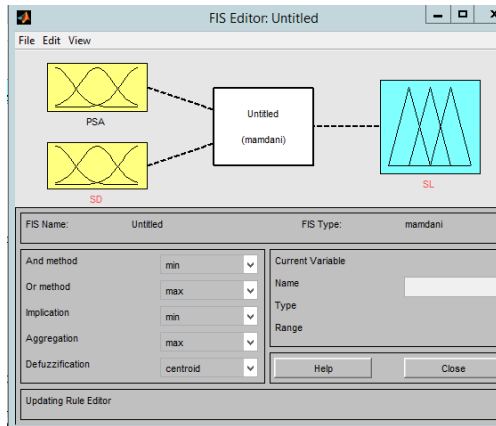 FIS Editor: Untitled
File Edit View
PSA
SD
Untitled
(mamdani)
SL
FIS Name: Untitled FIS Type: mamdani
And method min
Or method max
Implication min
Aggregation max
Defuzzification centroid
Current Variable
Name
Type
Range
Help Close
Updating Rule Editor